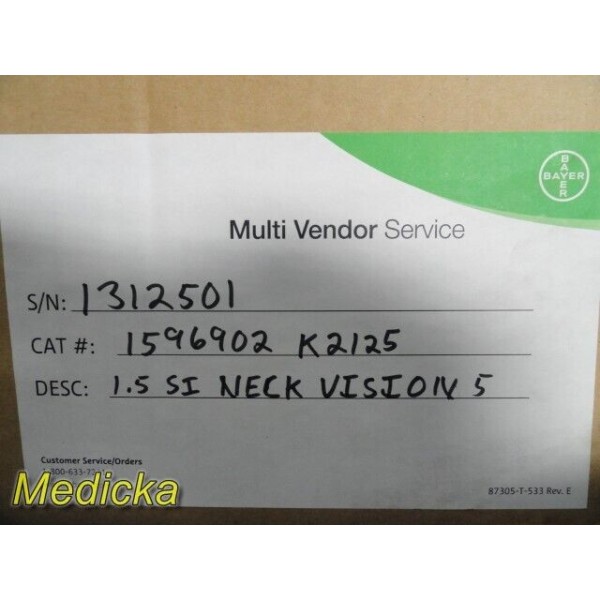 BAYER
BAYER
Multi Vendor Service
S/N: 1312501
CAT #: 1596902 K2125
DESC: 1.5 SI NECK VISION 5
Customer Service/Orders
Medicka
87305-T-533 Rev. E